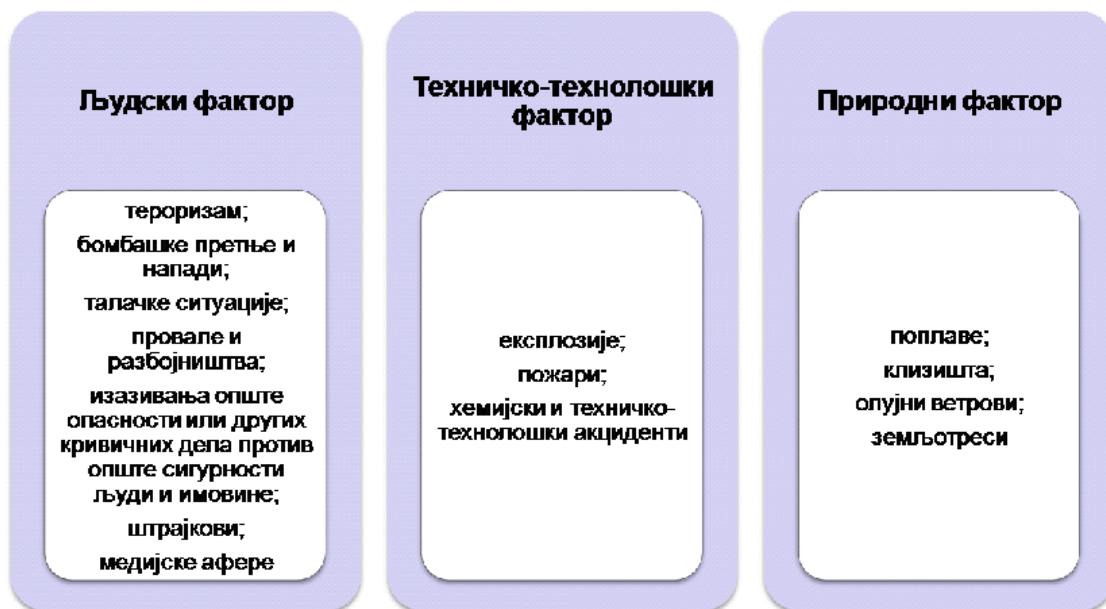 Људски фактор
тероризам;
бомбашке претње и
напади;
талачке ситуације;
провале и
разбојништва;
изазивања опште
опасности или других
кривичних дела против
опште сигурности
људи и имовине;
штрајкови;
медијске афере
Техничко-технолошки
фактор
експлозије;
пожари;
хемијски и техничко-
технолошки акциденти
Природни фактор
поплаве;
клизишта;
олујни ветрови;
земљотреси